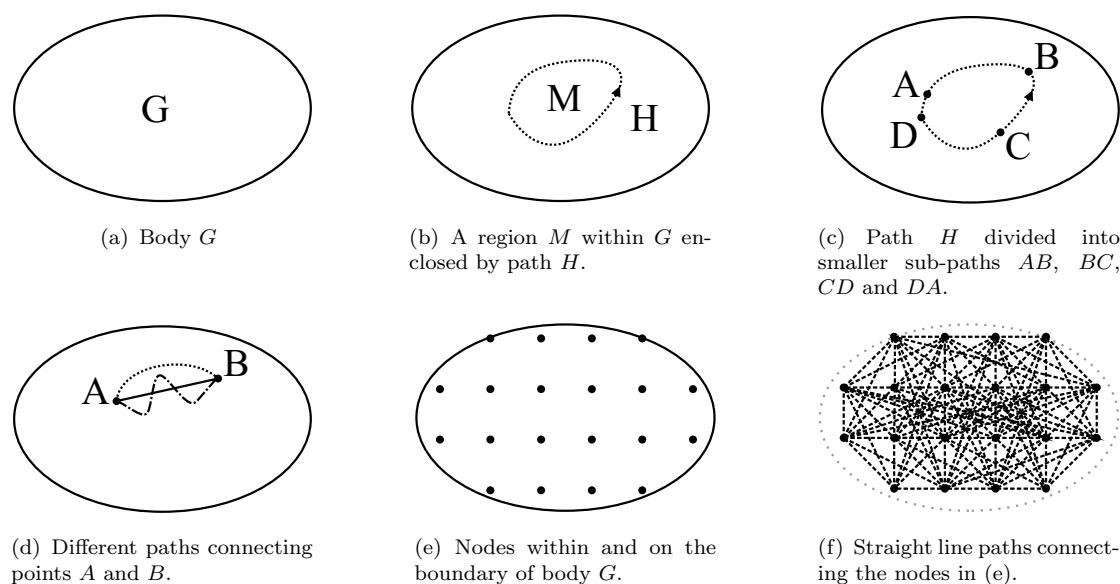 G
M
H
A
B
C
D
(a) Body G
(b) A region M within G en-
closed by path H.
(c) Path H divided into
smaller sub-paths AB, BC,
CD and DA.
A
B
(d) Different paths connecting
points A and B.
(e) Nodes within and on the
boundary of body G.
(f) Straight line paths connect-
ing the nodes in (e).